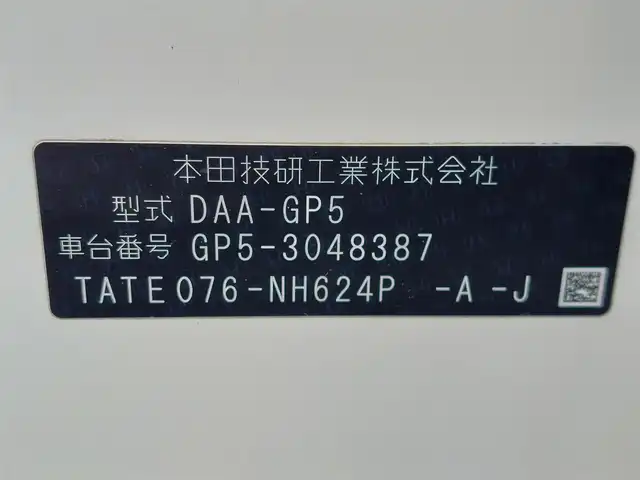 本田技研工業株式会社
型式 DAA-GP5
車台番号 GP5-3048387
TATE076-NH624P -A -J